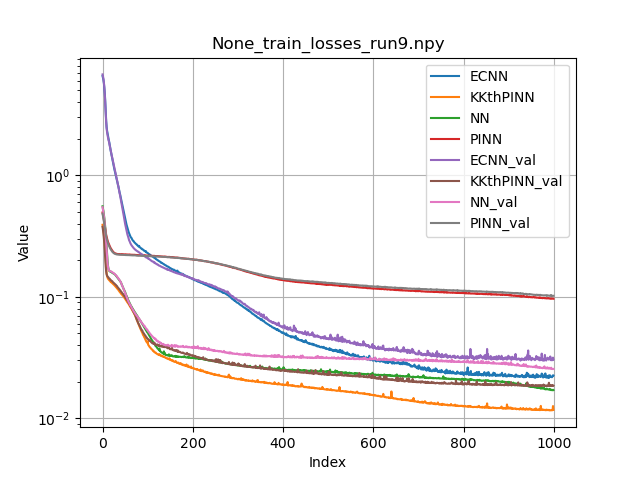 None_train_losses_run9.npy
ECNN
KKthPINN
NN
PINN
ECNN_val
KKthPINN_val
NN_val
PINN_val
Value
10⁰
10⁻¹
10⁻²
0 200 400 600 800 1000
Index